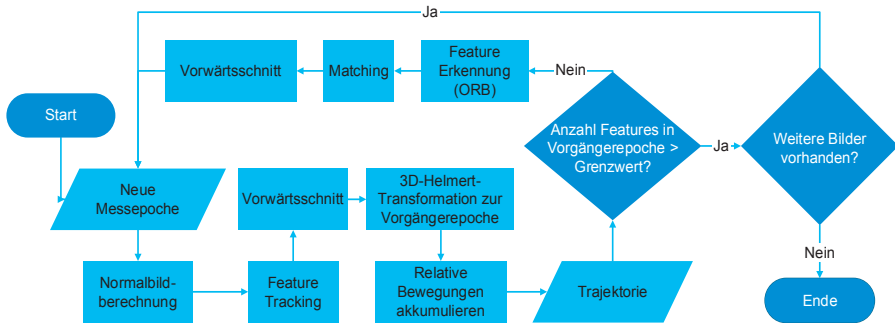 Ja
Start
Vorwärtsschnitt
Matching
Feature
Erkennung
(ORB)
Nein
Anzahl Features in
Vorgängerepoche >
Grenzwert?
Ja
Weitere Bilder
vorhanden?
Neue
Messepoche
Vorwärtsschnitt
3D-Helmert-
Transformation zur
Vorgängerepoche
Nein
Normalbild-
berechnung
Feature
Tracking
Relative
Bewegungen
akkumulieren
Trajektorie
Ende